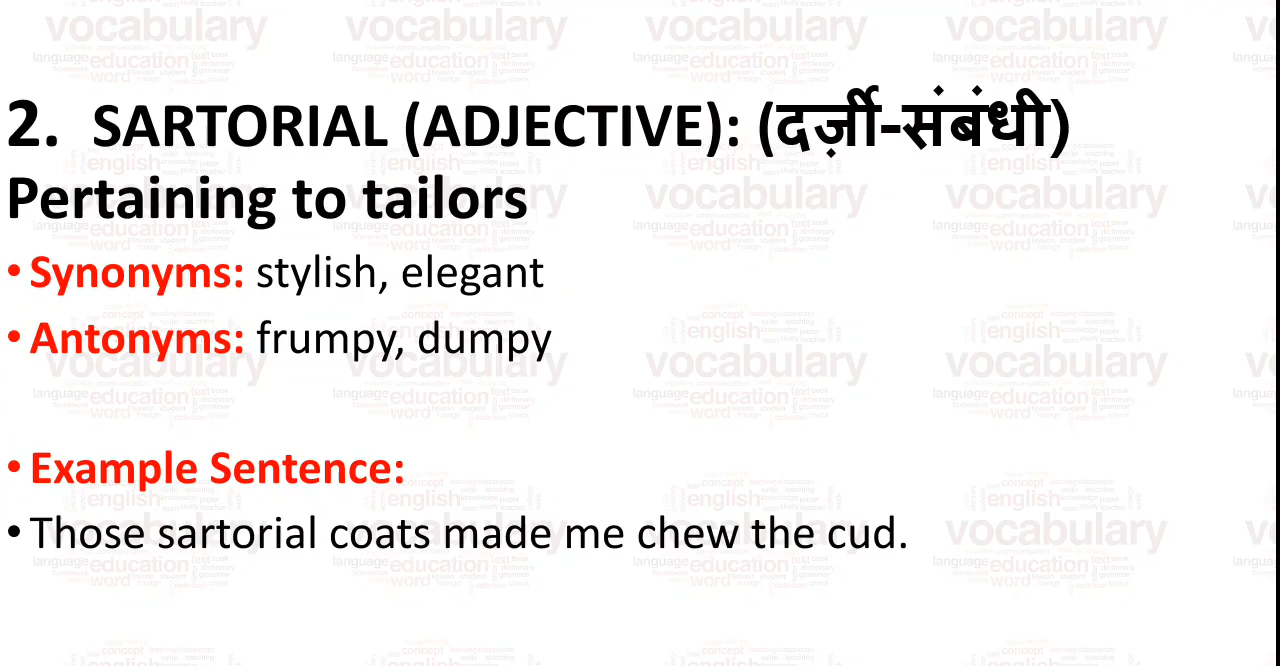 2. SARTORIAL (ADJECTIVE): (दर्ज़ी-संबंधी)
Pertaining to tailors
• Synonyms: stylish, elegant
• Antonyms: frumpy, dumpy
• Example Sentence:
• Those sartorial coats made me chew the cud.